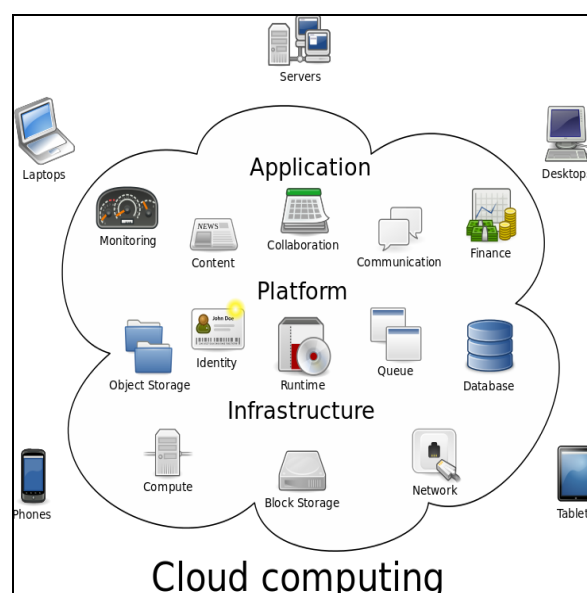 Servers
Laptops
Desktop
Application
Monitoring
NEWS
Content
Collaboration
Communication
Finance
Platform
John Doe
Object Storage
Identity
Runtime
Queue
Database
Infrastructure
Compute
Block Storage
Network
Phones
Tablet
Cloud computing